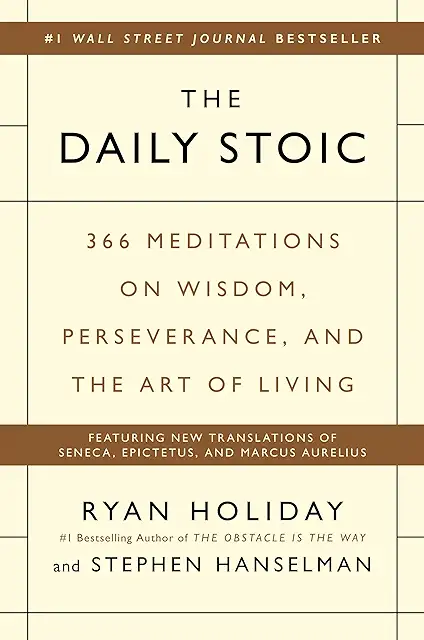 #1 WALL STREET JOURNAL BESTSELLER
THE
DAILY STOIC
366 MEDITATIONS
ON WISDOM,
PERSEVERANCE, AND
THE ART OF LIVING
FEATURING NEW TRANSLATIONS OF
SENECA, EPICTETUS, AND MARCUS AURELIUS
RYAN HOLIDAY
#1 Bestselling Author of THE OBSTACLE IS THE WAY
and STEPHEN HANSELMAN